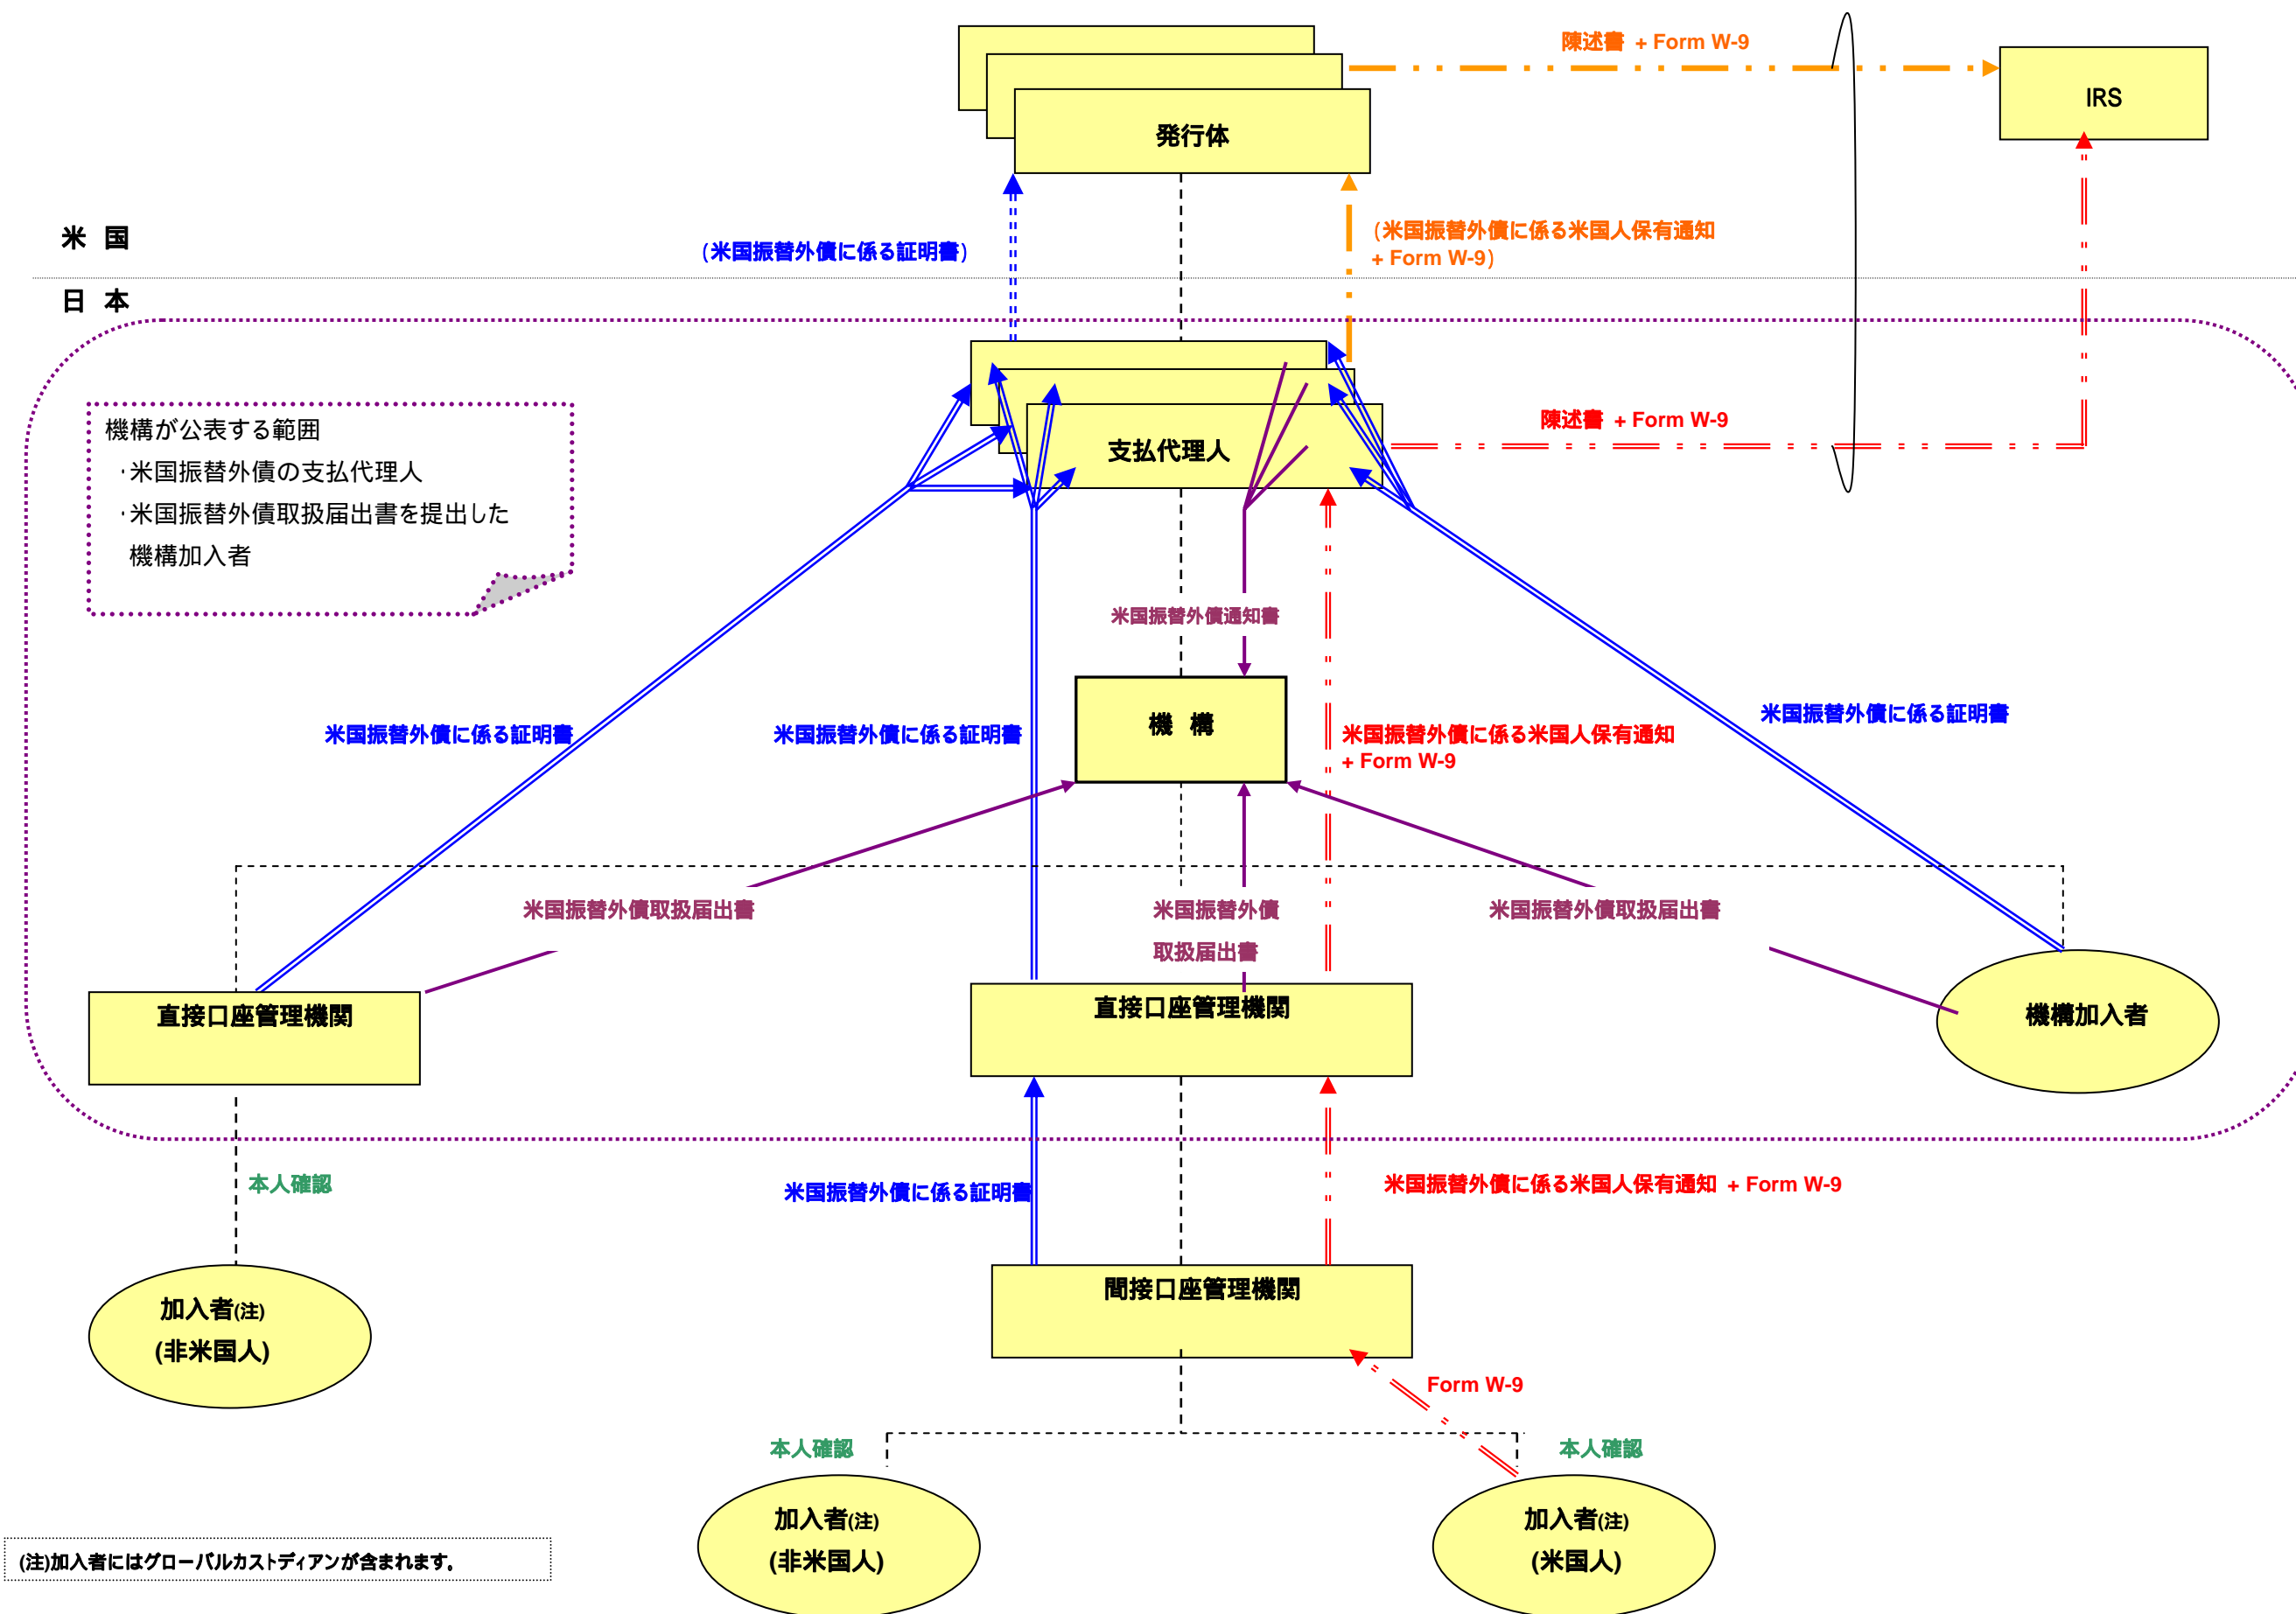 陳述書 + Form W-9
IRS
発行体
米 国
(米国振替外債に係る証明書)
(米国振替外債に係る米国人保有通知
+ Form W-9)
日 本
機構が公表する範囲
・米国振替外債の支払代理人
・米国振替外債取扱届出書を提出した
機構加入者
支払代理人
陳述書 + Form W-9
米国振替外債通知書
機 構
米国振替外債に係る証明書
米国振替外債に係る証明書
米国振替外債に係る米国人保有通知
+ Form W-9
米国振替外債に係る証明書
米国振替外債取扱届出書
米国振替外債
取扱届出書
米国振替外債取扱届出書
直接口座管理機関
直接口座管理機関
機構加入者
本人確認
米国振替外債に係る証明書
米国振替外債に係る米国人保有通知 + Form W-9
加入者(注)
(非米国人)
間接口座管理機関
Form W-9
本人確認
本人確認
加入者(注)
(非米国人)
加入者(注)
(米国人)
(注)加入者にはグローバルカストディアンが含まれます。